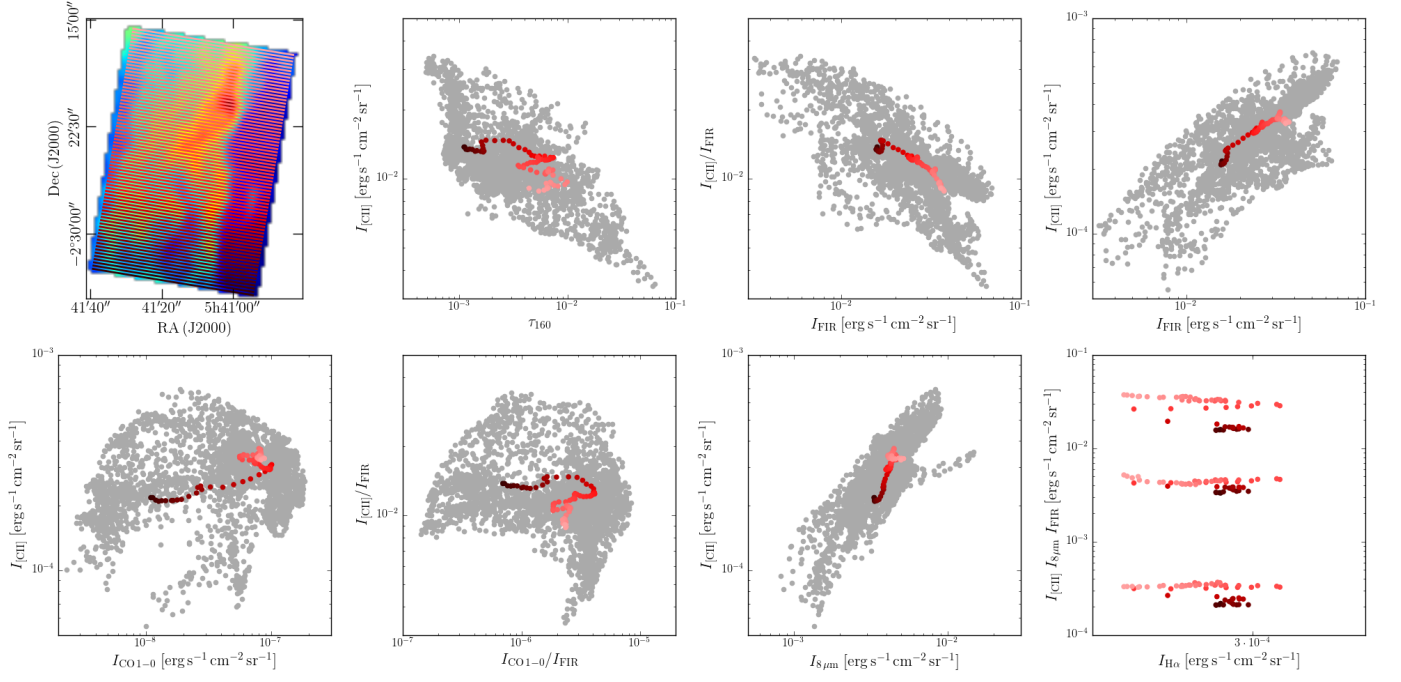 15′00″
22′30″
−2°30′00″
Dec (J2000)
41′40″ 41′20″ 5h41′00″
RA (J2000)
I[CII] [erg s−1 cm−2 sr−1]
10−2
10−3 10−2 10−1
τ160
I[CII]/IFIR
10−2
10−2 10−1
IFIR [erg s−1 cm−2 sr−1]
10−3
10−4
I[CII] [erg s−1 cm−2 sr−1]
10−2 10−1
IFIR [erg s−1 cm−2 sr−1]
10−3
10−4
I[CII] [erg s−1 cm−2 sr−1]
10−8 10−7
ICO 1−0 [erg s−1 cm−2 sr−1]
I[CII]/IFIR
10−2
10−7 10−6 10−5
ICO 1−0/IFIR
10−3
10−4
I[CII] [erg s−1 cm−2 sr−1]
10−3 10−2
I8 μm [erg s−1 cm−2 sr−1]
10−1
10−2
10−3
10−4
I[CII] I8 μm IFIR [erg s−1 cm−2 sr−1]
3·10−4
IHα [erg s−1 cm−2 sr−1]